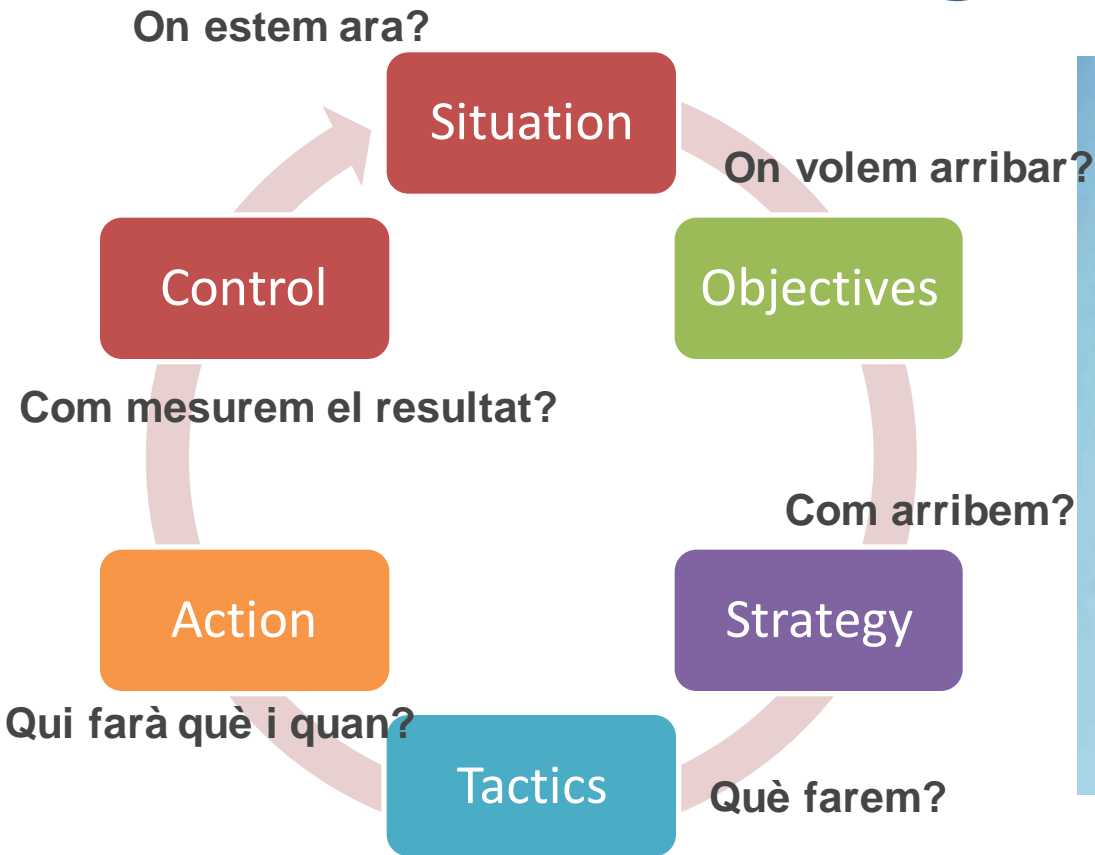 On estem ara?
Situation
On volem arribar?
Objectives
Com arribem?
Strategy
Què farem?
Tactics
Qui farà què i quan?
Action
Com mesurem el resultat?
Control